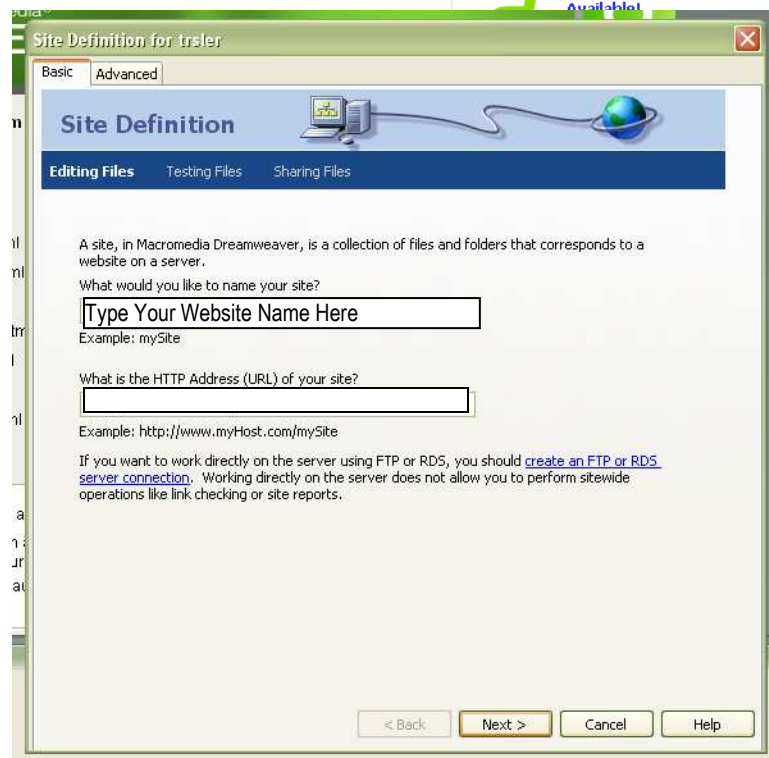 Available!
Site Definition for trsler
Basic Advanced
Site Definition
Editing Files Testing Files Sharing Files
A site, in Macromedia Dreamweaver, is a collection of files and folders that corresponds to a
website on a server.
What would you like to name your site?
Type Your Website Name Here
Example: mySite
What is the HTTP Address (URL) of your site?
Example: http://www.myHost.com/mySite
If you want to work directly on the server using FTP or RDS, you should create an FTP or RDS
server connection. Working directly on the server does not allow you to perform sitewide
operations like link checking or site reports.
< Back Next > Cancel Help